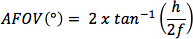 AFOV(°) = 2 x tan⁻¹ (h/2f)